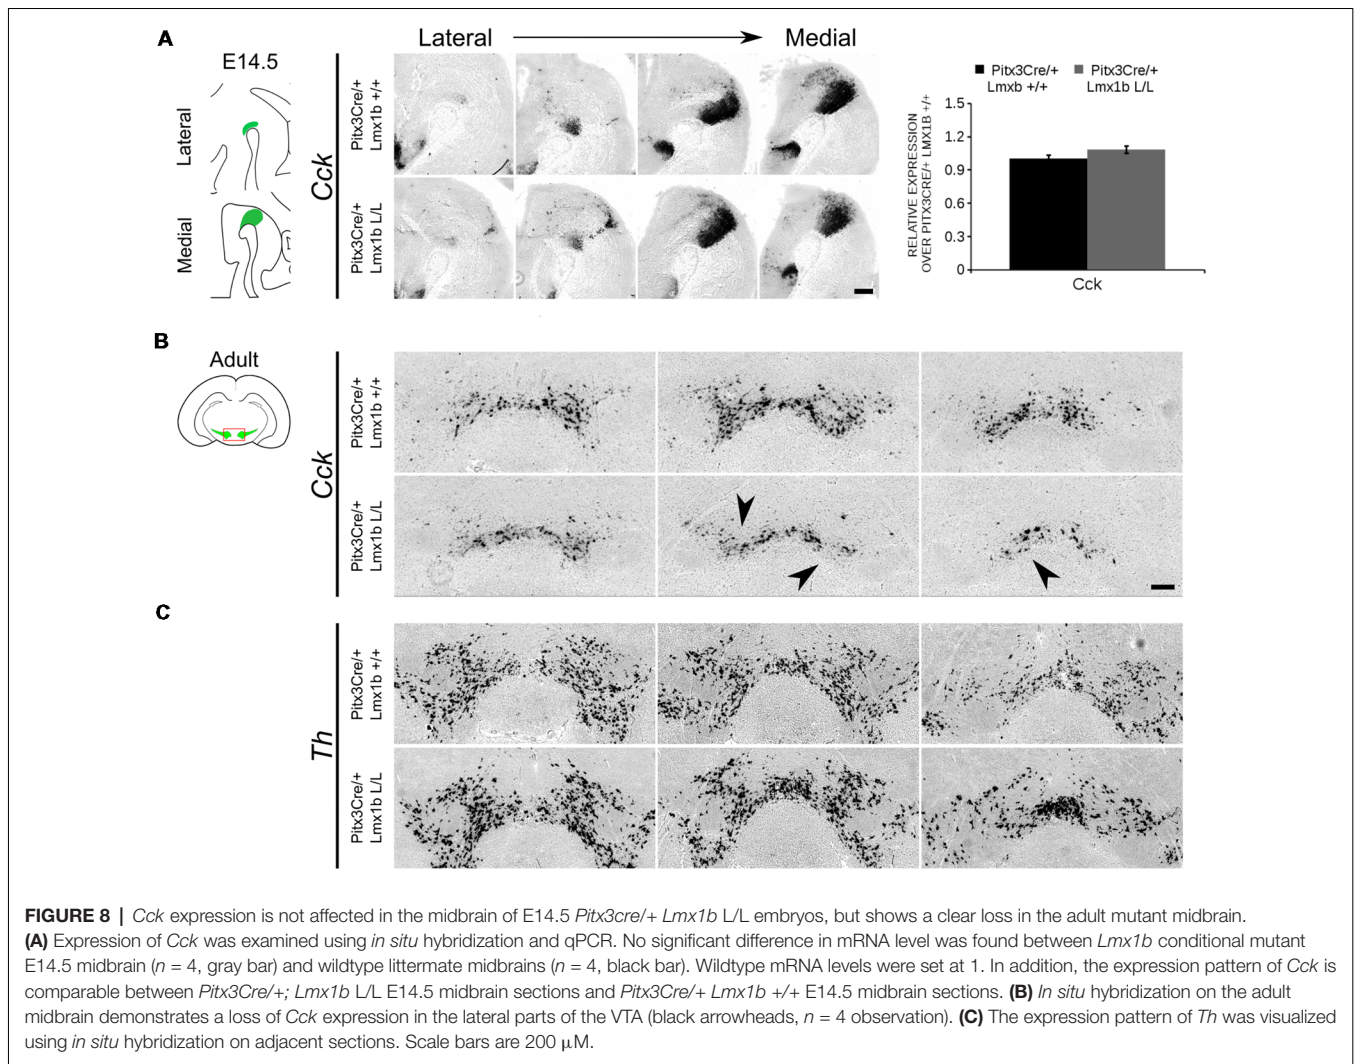 A
Lateral
Medial
E14.5
Lateral
Medial
Cck
Pitx3Cre/+
Lmx1b +/+
Pitx3Cre/+
Lmx1b L/L
Pitx3Cre/+
Lmxb +/+
Pitx3Cre/+
Lmx1b L/L
RELATIVE EXPRESSION
OVER PITX3CRE/+ LMX1B +/+
1.5
1.2
0.9
0.6
0.3
0
Cck
B
Adult
Cck
Pitx3Cre/+
Lmx1b +/+
Pitx3Cre/+
Lmx1b L/L
C
Th
Pitx3Cre/+
Lmx1b +/+
Pitx3Cre/+
Lmx1b L/L
FIGURE 8 | Cck expression is not affected in the midbrain of E14.5 Pitx3cre/+ Lmx1b L/L embryos, but shows a clear loss in the adult mutant midbrain.
(A) Expression of Cck was examined using in situ hybridization and qPCR. No significant difference in mRNA level was found between Lmx1b conditional mutant
E14.5 midbrain (n = 4, gray bar) and wildtype littermate midbrains (n = 4, black bar). Wildtype mRNA levels were set at 1. In addition, the expression pattern of Cck is
comparable between Pitx3Cre/+; Lmx1b L/L E14.5 midbrain sections and Pitx3Cre/+ Lmx1b +/+ E14.5 midbrain sections. (B) In situ hybridization on the adult
midbrain demonstrates a loss of Cck expression in the lateral parts of the VTA (black arrowheads, n = 4 observation). (C) The expression pattern of Th was visualized
using in situ hybridization on adjacent sections. Scale bars are 200 μM.